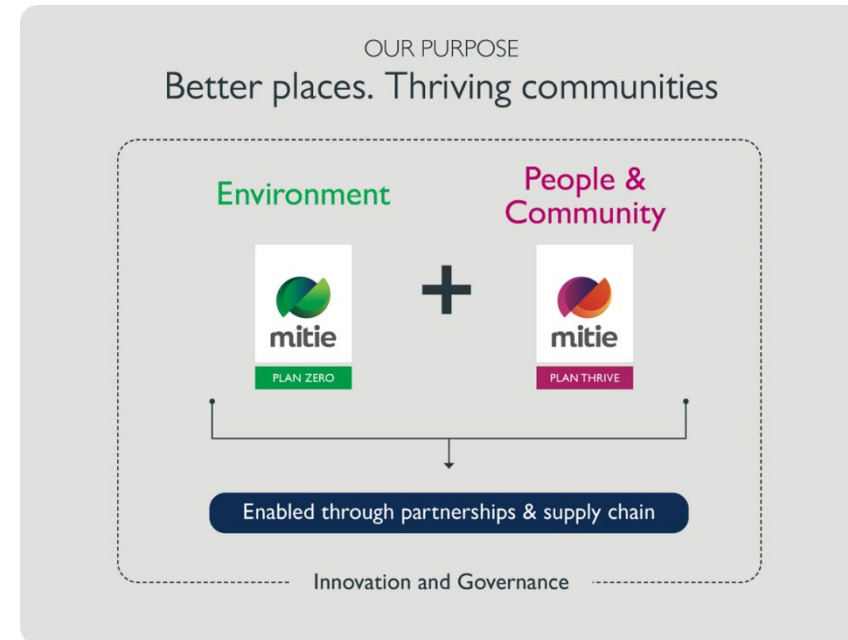 OUR PURPOSE
Better places. Thriving communities
Environment
People &
Community
mitie
PLAN ZERO
+
mitie
PLAN THRIVE
Enabled through partnerships & supply chain
Innovation and Governance